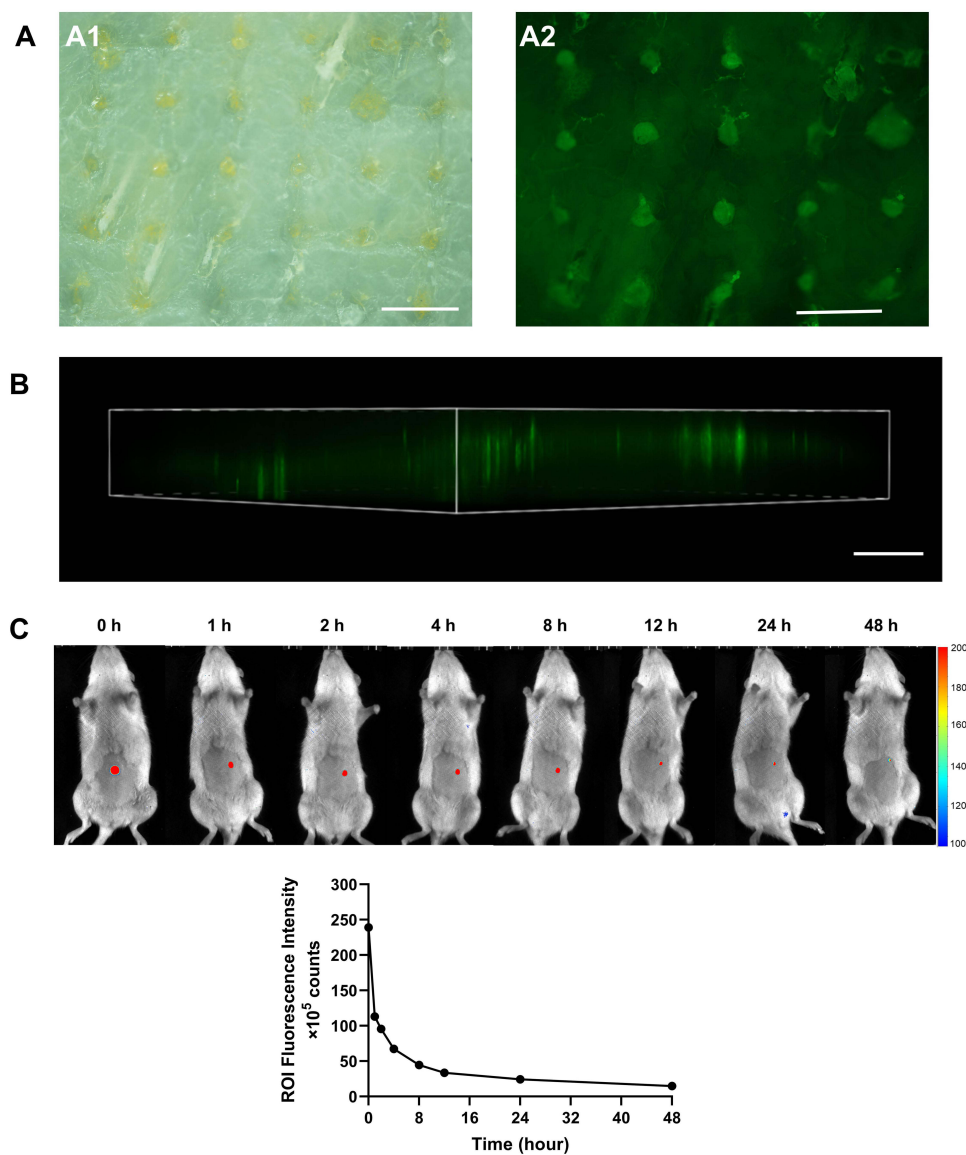 A
A1
A2
B
C
0 h
1 h
2 h
4 h
8 h
12 h
24 h
48 h
200
180
160
140
120
100
ROI Fluorescence Intensity
×10⁵ counts
300
250
200
150
100
50
0
0
8
16
24
32
40
48
Time (hour)